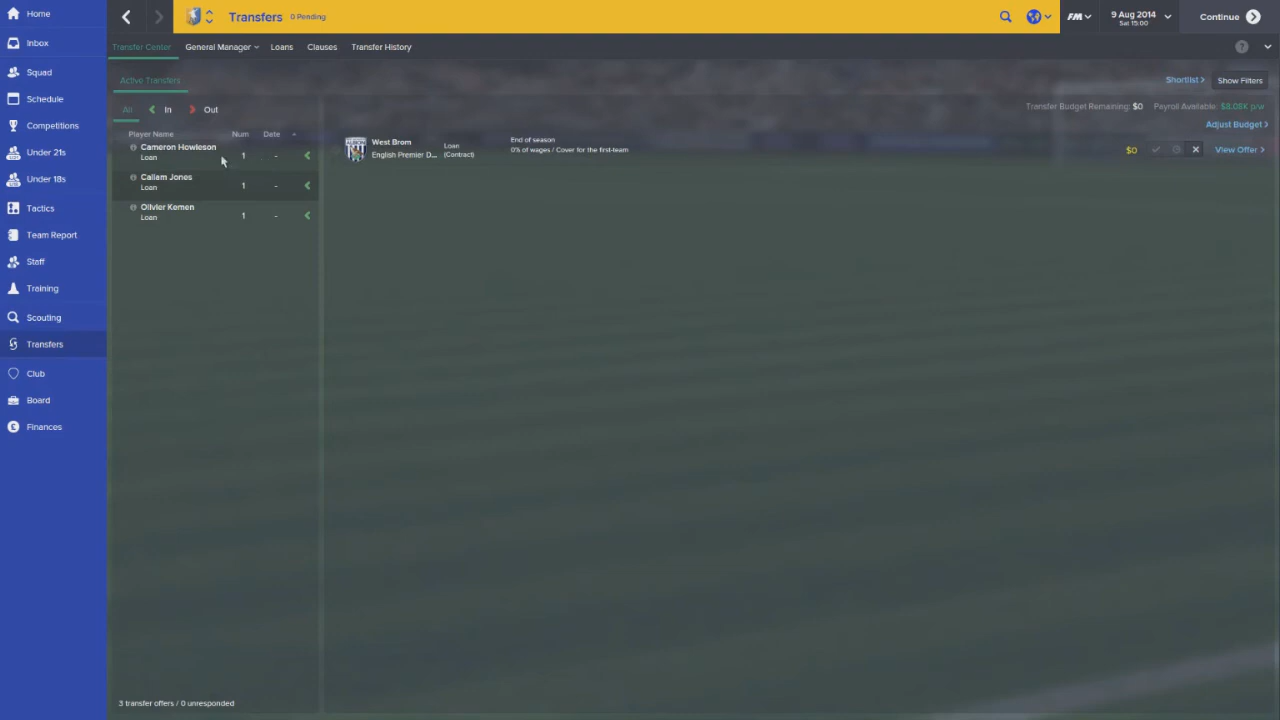 Home
Inbox
Squad
Schedule
Competitions
Under 21s
Under 18s
Tactics
Team Report
Staff
Training
Scouting
Transfers
Club
Board
Finances
Transfers 0 Pending
FM
9 Aug 2014
Sat 15:00
Continue
Transfer Center General Manager Loans Clauses Transfer History
Active Transfers
Shortlist > Show Filters
All In Out
Transfer Budget Remaining: $0 Payroll Available: $8.08K p/w
Adjust Budget >
Player Name Num Date
Cameron Howieson
Loan
1 -
Callam Jones
Loan
1 -
Olivier Kemen
Loan
1 -
West Brom
English Premier D...
Loan
(Contract)
End of season
0% of wages / Cover for the first-team
$0 View Offer >
3 transfer offers / 0 unresponded